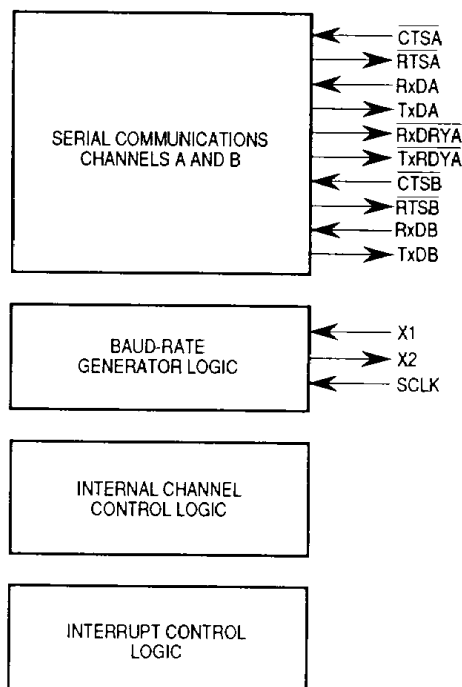 SERIAL COMMUNICATIONS
CHANNELS A AND B
CTSA
RTSA
RxDA
TxDA
RxDRYA
TxRDYA
CTSB
RTSB
RxDB
TxDB
BAUD-RATE
GENERATOR LOGIC
X1
X2
SCLK
INTERNAL CHANNEL
CONTROL LOGIC
INTERRUPT CONTROL
LOGIC